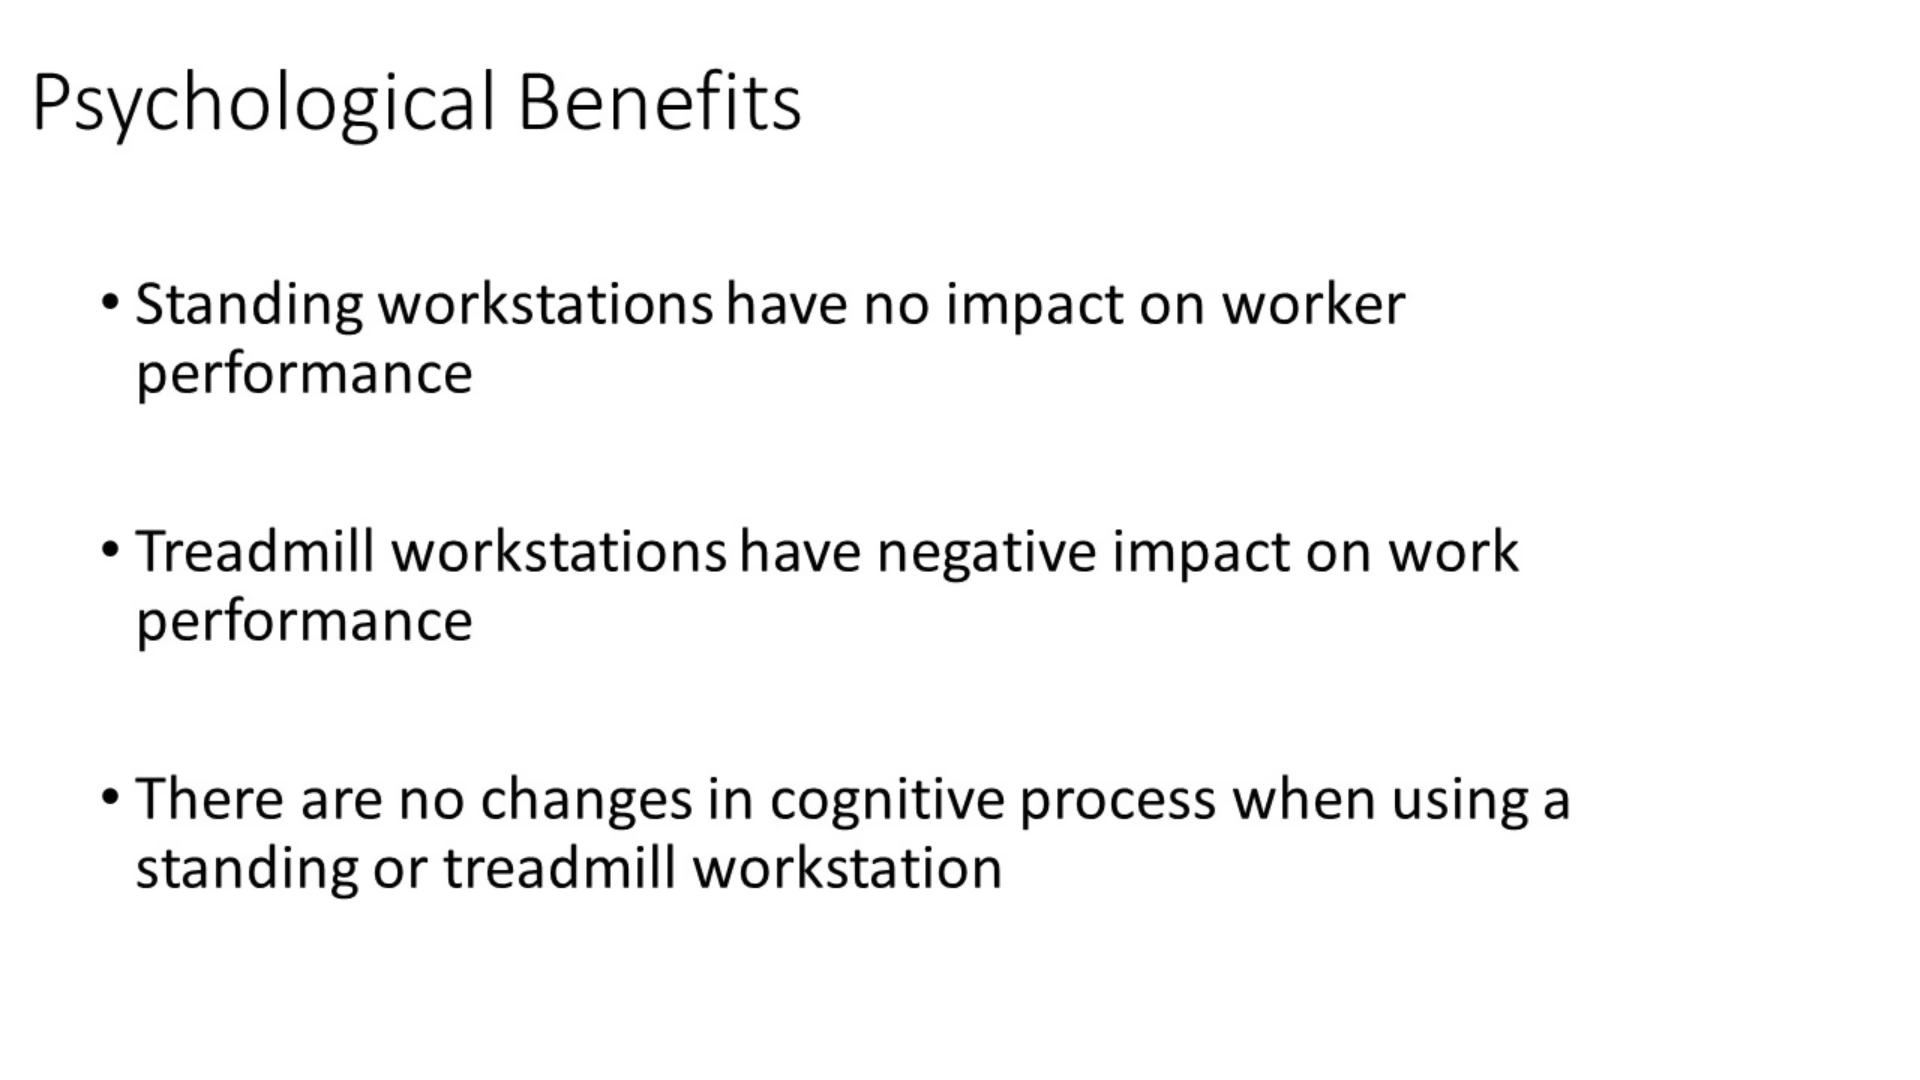 Psychological Benefits
• Standing workstations have no impact on worker
performance
• Treadmill workstations have negative impact on work
performance
• There are no changes in cognitive process when using a
standing or treadmill workstation